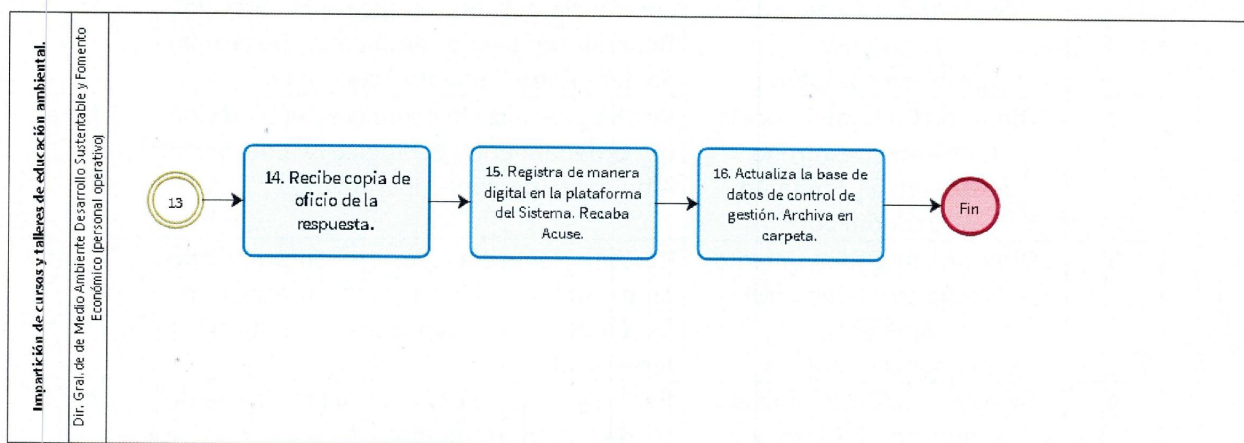 Impartición de cursos y talleres de educación ambiental.
Dir. Gral. de de Medio Ambiente Desarrollo Sustentable y Fomento
Económico (personal operativo)
13
14. Recibe copia de
oficio de la
respuesta.
15. Registra de manera
digital en la plataforma
del Sistema. Recaba
Acuse.
16. Actualiza la base de
datos de control de
gestión. Archiva en
carpeta.
Fin